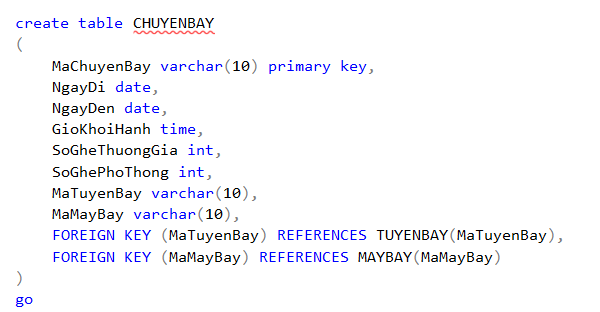 create table CHUYENBAY
(
MaChuyenBay varchar(10) primary key,
NgayDi date,
NgayDen date,
GioKhoiHanh time,
SoGheThuongGia int,
SoGhePhoThong int,
MaTuyenBay varchar(10),
MaMayBay varchar(10),
FOREIGN KEY (MaTuyenBay) REFERENCES TUYENBAY(MaTuyenBay),
FOREIGN KEY (MaMayBay) REFERENCES MAYBAY(MaMayBay)
)
go